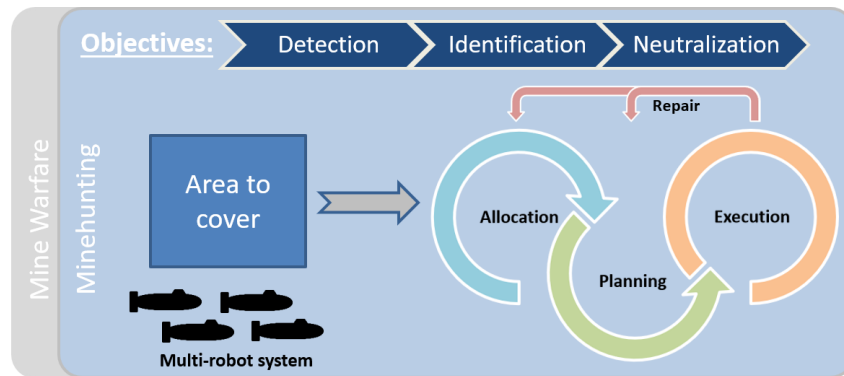 Mine Warfare
Minehunting
Objectives:
Detection
Identification
Neutralization
Repair
Area to
cover
Allocation
Execution
Planning
Multi-robot system